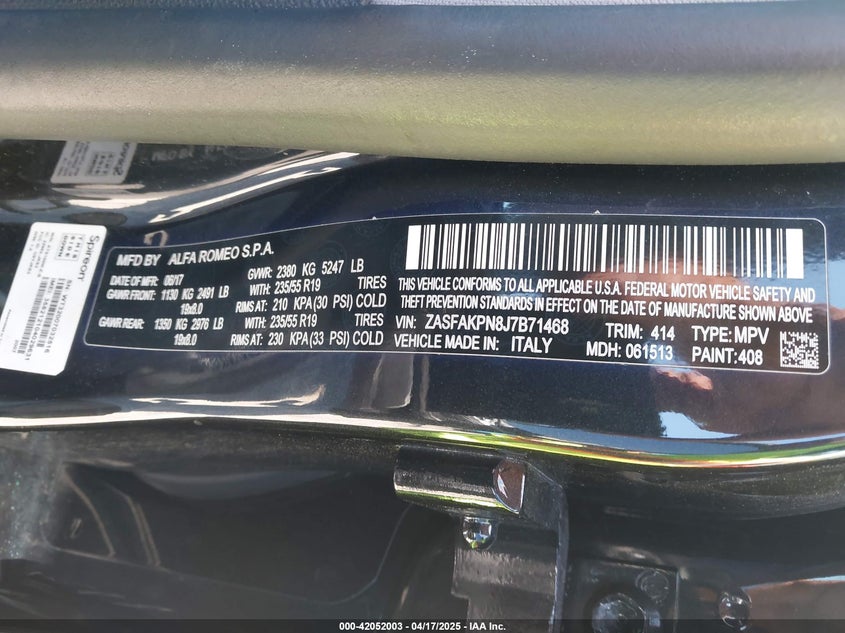 Spireon
THIS
SIDE
DOWN
MFD BY ALFA ROMEO S.P.A.
DATE OF MFR 06/17 GVWR: 2380 KG 5247 LB
GAWR FRONT: 1130 KG 2491 LB WITH: 235/55 R19 TIRES
19x8.0 RIMS AT: 210 KPA (30 PSI) COLD
GAWR REAR: 1350 KG 2976 LB WITH: 235/55 R19 TIRES
19x8.0 RIMS AT: 230 KPA (33 PSI) COLD
THIS VEHICLE CONFORMS TO ALL APPLICABLE U.S.A. FEDERAL MOTOR VEHICLE SAFETY AND
THEFT PREVENTION STANDARDS IN EFFECT ON THE DATE OF MANUFACTURE SHOWN ABOVE
VIN: ZASFAKPN8J7B71468 TRIM: 414 TYPE: MPV
VEHICLE MADE IN: ITALY MDH: 061513 PAINT: 408
000-42052003 - 04/17/2025 - IAA Inc.